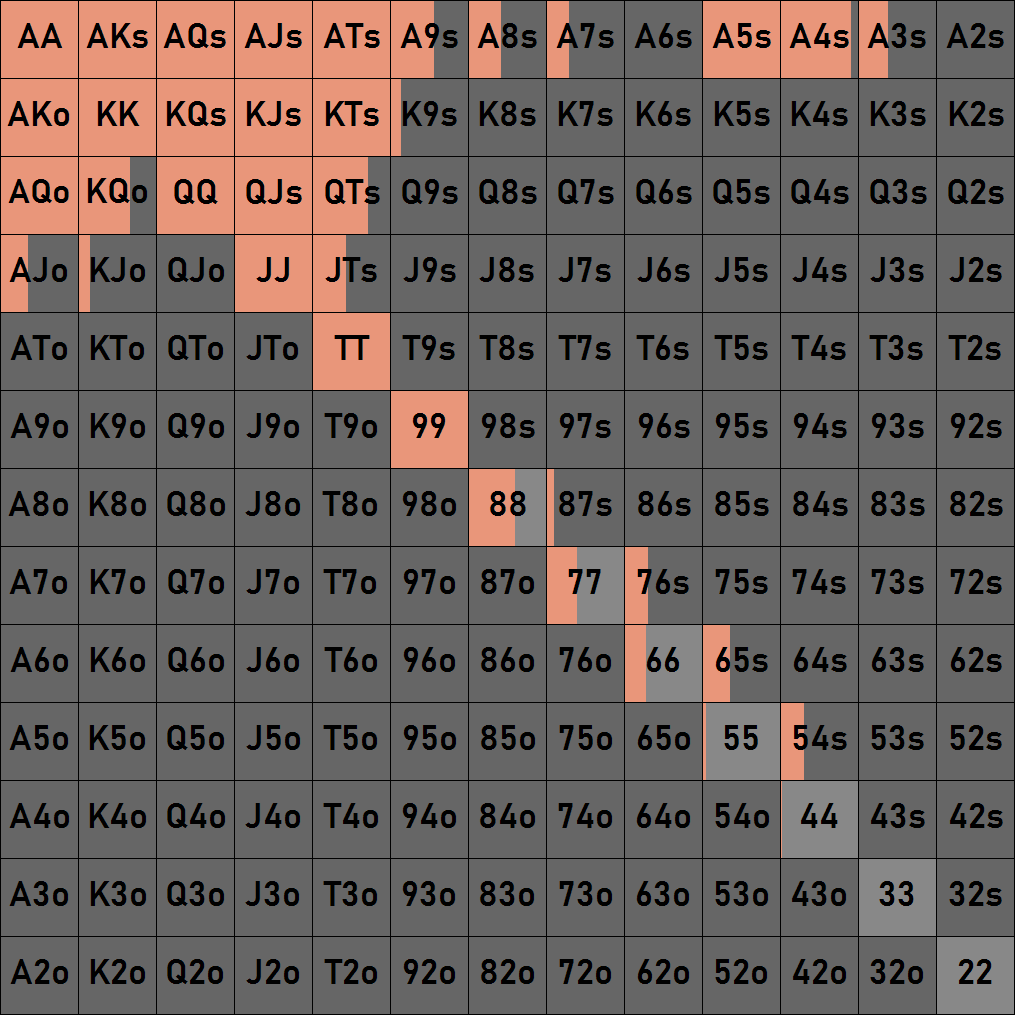 AA AKs AQs AJs ATs A9s A8s A7s A6s A5s A4s A3s A2s
AKo KK KQs KJs KTs K9s K8s K7s K6s K5s K4s K3s K2s
AQo KQo QQ QJs QTs Q9s Q8s Q7s Q6s Q5s Q4s Q3s Q2s
AJo KJo QJo JJ JTs J9s J8s J7s J6s J5s J4s J3s J2s
ATo KTo QTo JTo TT T9s T8s T7s T6s T5s T4s T3s T2s
A9o K9o Q9o J9o T9o 99 98s 97s 96s 95s 94s 93s 92s
A8o K8o Q8o J8o T8o 98o 88 87s 86s 85s 84s 83s 82s
A7o K7o Q7o J7o T7o 97o 87o 77 76s 75s 74s 73s 72s
A6o K6o Q6o J6o T6o 96o 86o 76o 66 65s 64s 63s 62s
A5o K5o Q5o J5o T5o 95o 85o 75o 65o 55 54s 53s 52s
A4o K4o Q4o J4o T4o 94o 84o 74o 64o 54o 44 43s 42s
A3o K3o Q3o J3o T3o 93o 83o 73o 63o 53o 43o 33 32s
A2o K2o Q2o J2o T2o 92o 82o 72o 62o 52o 42o 32o 22